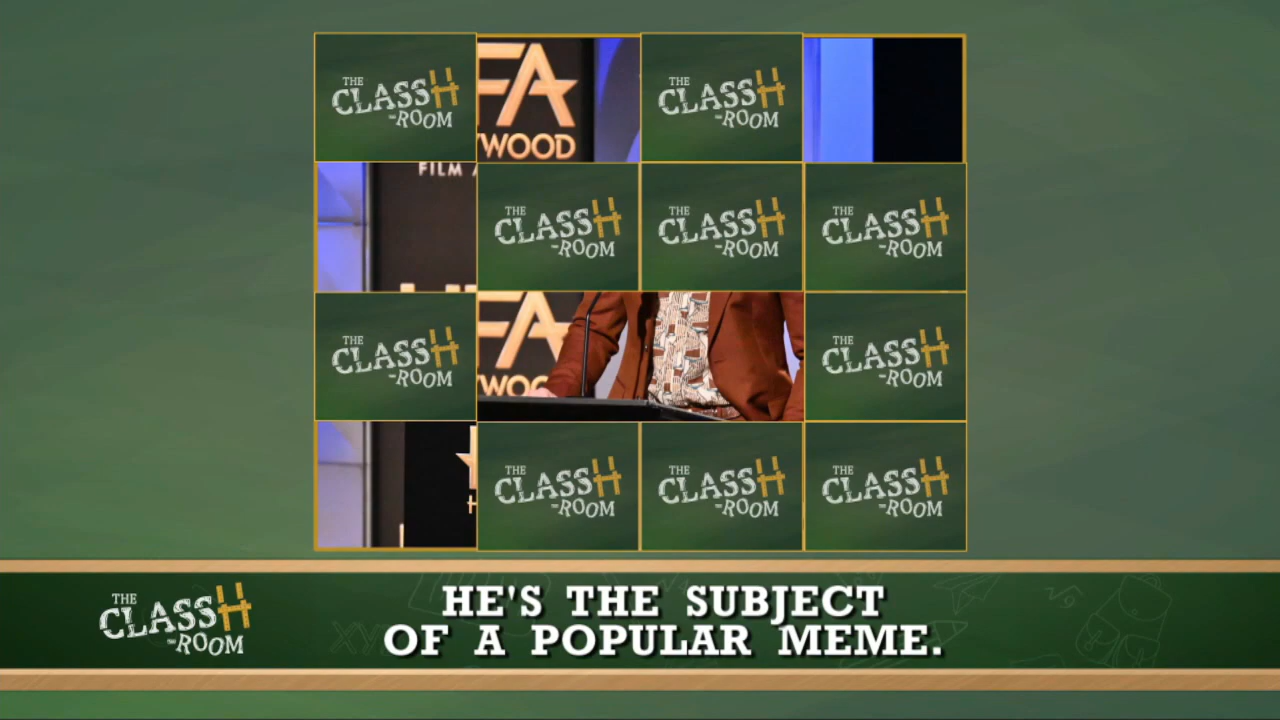 THE
CLASSH
-ROOM
FA
YWOOD
THE
CLASSH
-ROOM
FILM A
THE
CLASSH
-ROOM
THE
CLASSH
-ROOM
THE
CLASSH
-ROOM
THE
CLASSH
-ROOM
FA
YWOO
THE
CLASSH
-ROOM
H
THE
CLASSH
-ROOM
THE
CLASSH
-ROOM
THE
CLASSH
-ROOM
THE
CLASSH
-ROOM
HE'S THE SUBJECT
OF A POPULAR MEME.